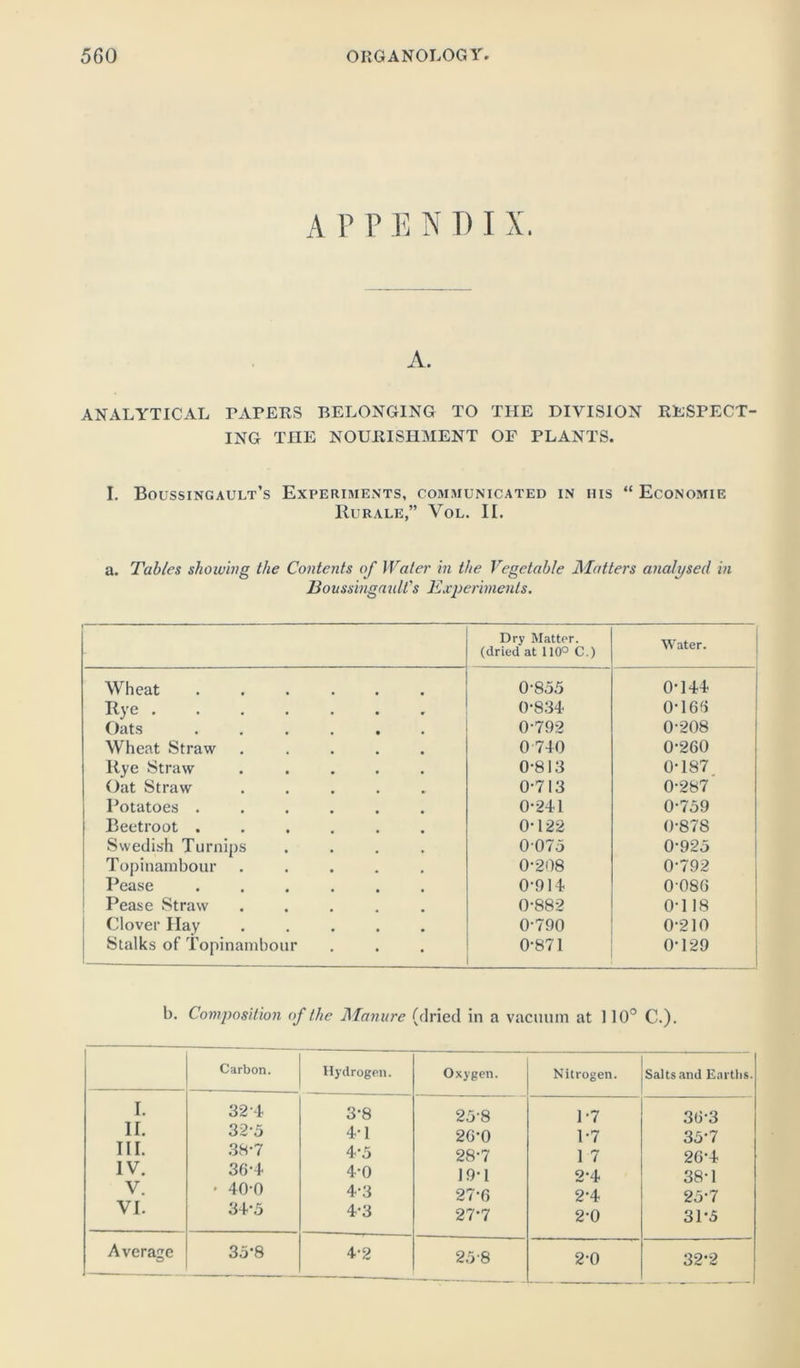 560 ORGANOLOGY.
APPENDIX.
A.
ANALYTICAL PAPERS BELONGING TO THE DIVISION RESPECT-
ING THE NOURISHMENT OF PLANTS.
I. Boussingault's Experiments, communicated in his “ Economie
Rurale,” Vol. II.
a. Tables showing the Contents of Water in the Vegetable Matters analysed in
Boussingault's Experiments.
Dry Matter. (dried at 110° C.) Water.
Wheat . . . . . . 0·855 0·144
Rye . . . . . . . 0·834 0·166
Oats . . . . . . 0·792 0·208
Wheat Straw . . . . . 0 740 0·260
Rye Straw . . . . . 0·813 0·187
Oat Straw . . . . . 0·713 0·287
Potatoes . . . . . . 0·241 0·759
Beetroot . . . . . . 0·122 0·878
Swedish Turnips . . . . 0·075 0·925
Topinambour . . . . . 0·208 0·792
Pease . . . . . . 0·914 0·086
Pease Straw . . . . . 0·882 0·118
Clover Hay . . . . . 0·790 0·210
Stalks of Topinambour . . . 0·871 0·129
b. Composition of the Manure (dried in a vacuum at 110° C.).
Carbon. Hydrogen. Oxygen. Nitrogen. Salts and Earths.
I. 32·4 3·8 25·8 1·7 36·3
II. 32·5 4·1 26·0 1·7 35·7
III. 38·7 4·5 28·7 1 7 26·4
IV. 36·4 4·0 19·1 2·4 38·1
V. 40·0 4·3 27·6 2·4 25·7
VI. 34·5 4·3 27·7 2·0 31·5
Average 35·8 4·2 25·8 2·0 32·2